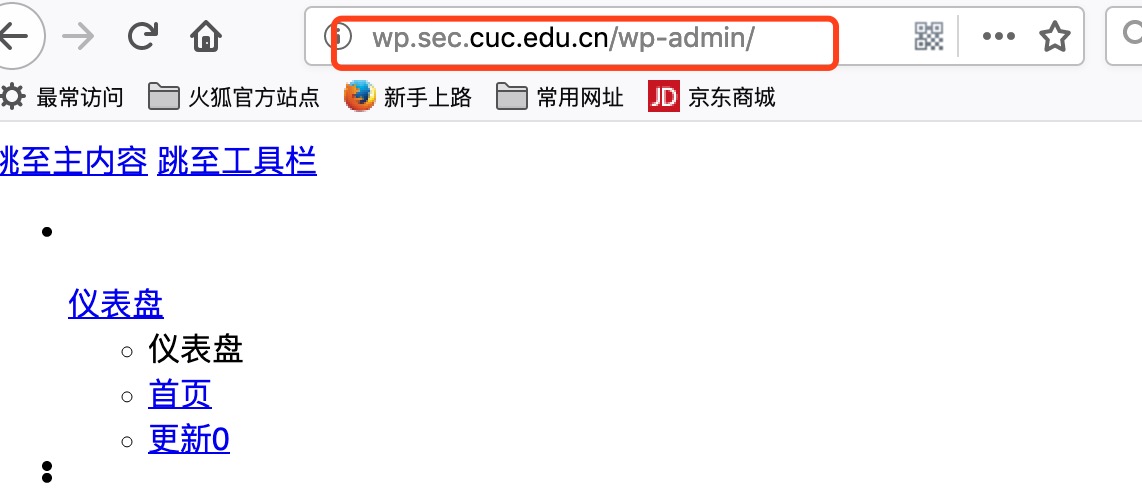 wp.sec.cuc.edu.cn/wp-admin/
最常访问 火狐官方站点 新手上路 常用网址 JD 京东商城
跳至主内容 跳至工具栏
仪表盘
仪表盘
首页
更新0